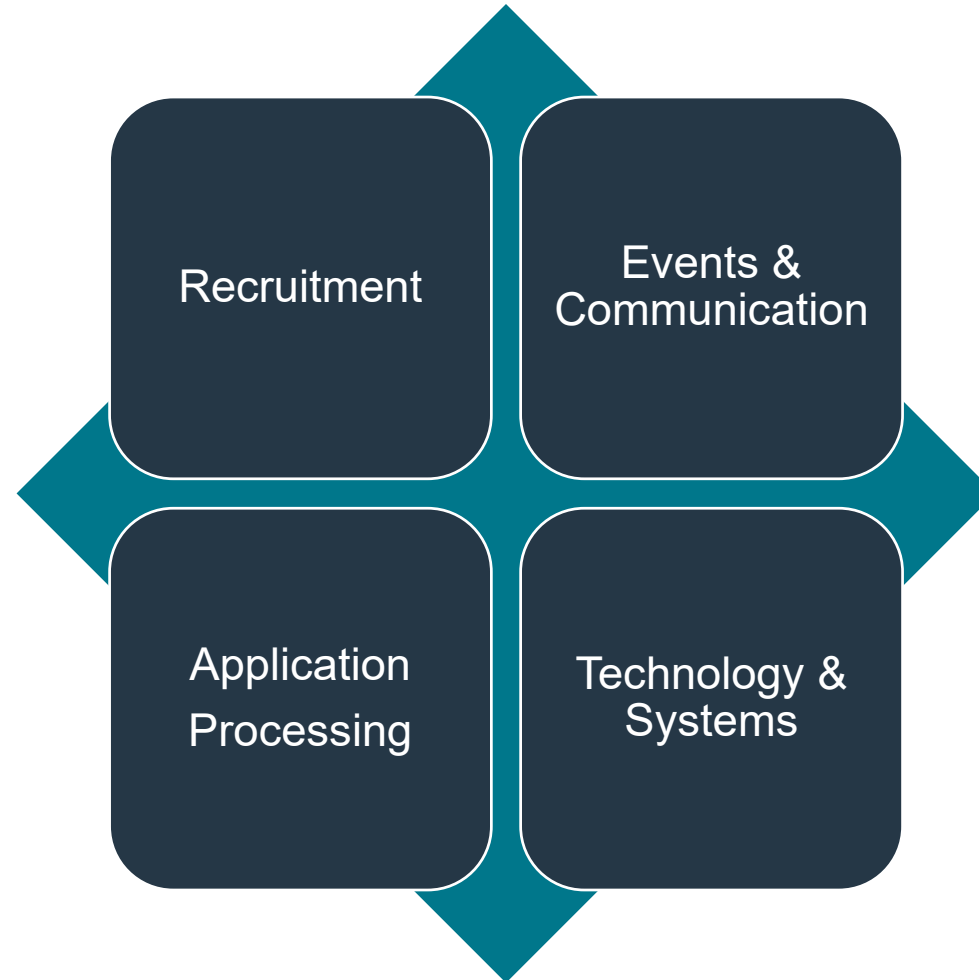 Recruitment
Events &
Communication
Application
Processing
Technology &
Systems